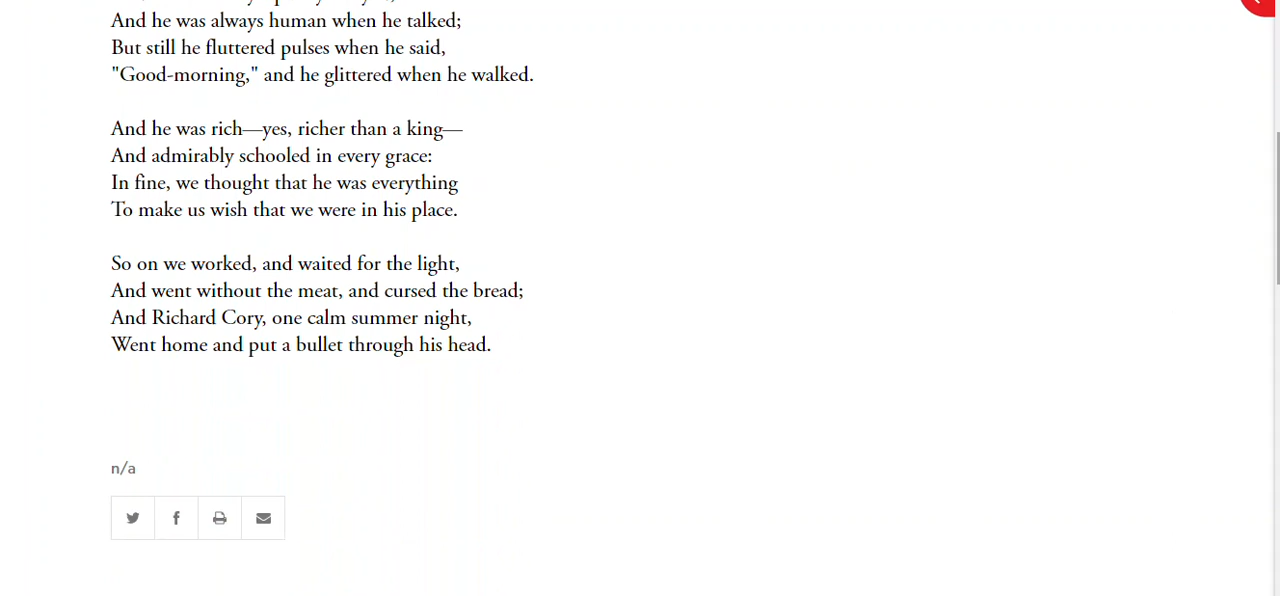 And he was always human when he talked;
But still he fluttered pulses when he said,
"Good-morning," and he glittered when he walked.
And he was rich—yes, richer than a king—
And admirably schooled in every grace:
In fine, we thought that he was everything
To make us wish that we were in his place.
So on we worked, and waited for the light,
And went without the meat, and cursed the bread;
And Richard Cory, one calm summer night,
Went home and put a bullet through his head.
n/a